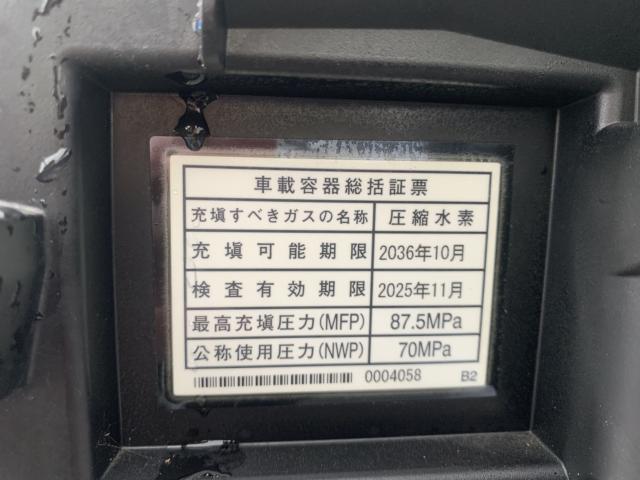 車載容器総括証票
充塡すべきガスの名称 圧縮水素
充塡可能期限 2036年10月
検査有効期限 2025年11月
最高充塡圧力(MFP) 87.5MPa
公称使用圧力(NWP) 70MPa
0004058 B2